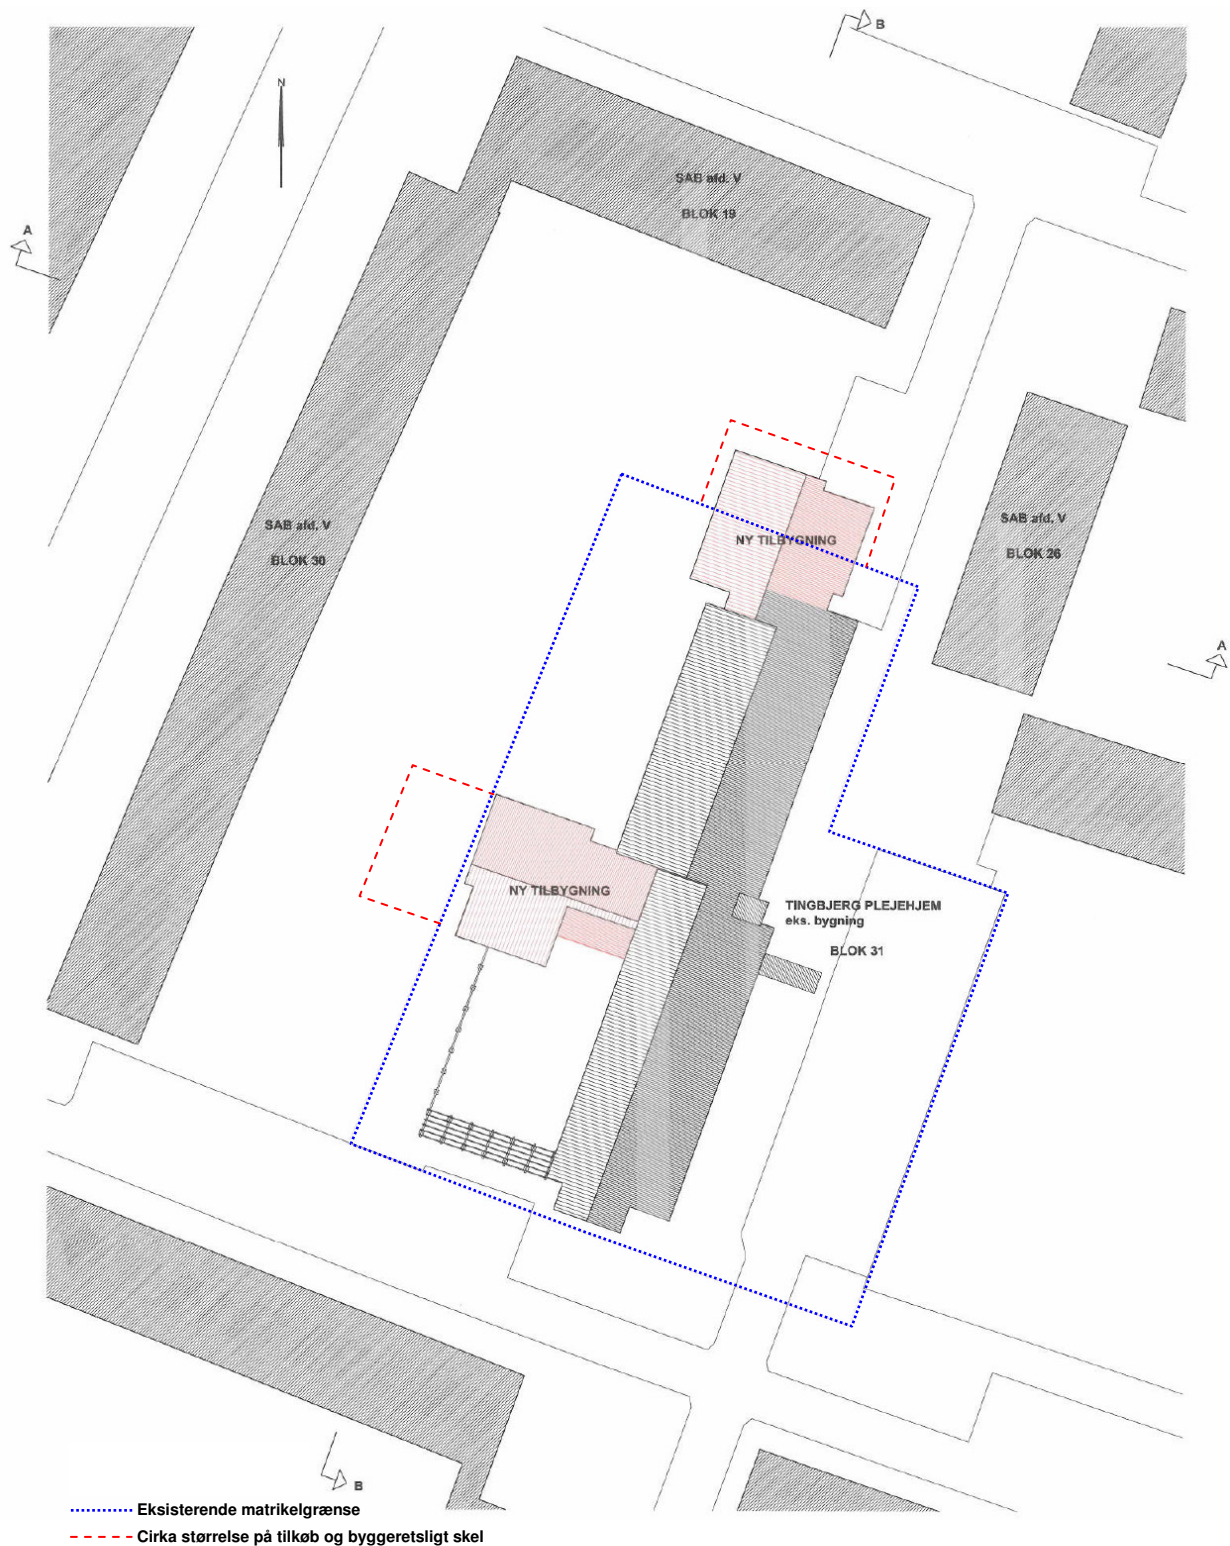 B
N
SAB afd. V
BLOK 19
A
SAB afd. V
BLOK 30
SAB afd. V
BLOK 26
NY TILBYGNING
A
NY TILBYGNING
TINGBJERG PLEJEHJEM
eks. bygning
BLOK 31
B
Eksisterende matrikelgrænse
Cirka størrelse på tilkøb og byggeretsligt skel